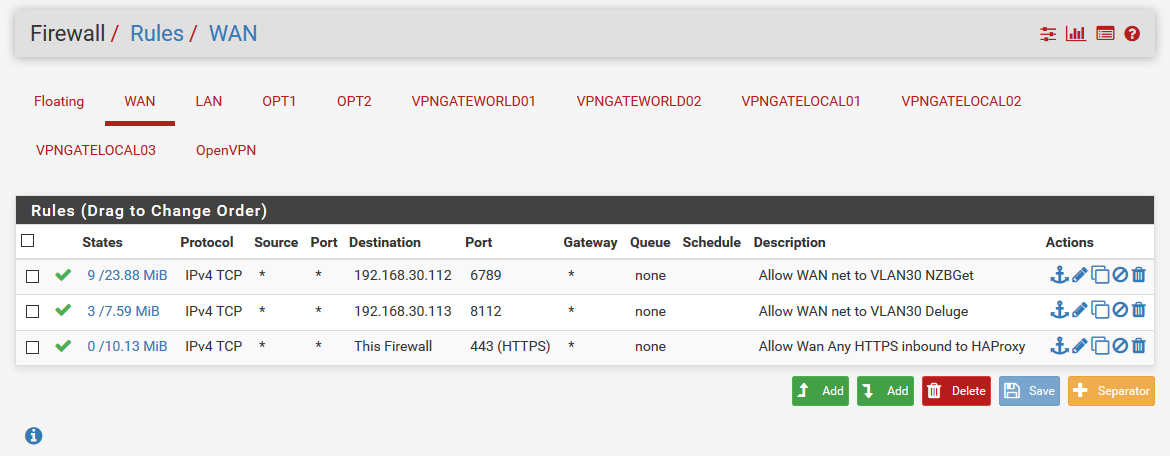 Firewall / Rules / WAN
Floating WAN LAN OPT1 OPT2 VPNGATEWORLD01 VPNGATEWORLD02 VPNGATELOCAL01 VPNGATELOCAL02
VPNGATELOCAL03 OpenVPN
Rules (Drag to Change Order)
States Protocol Source Port Destination Port Gateway Queue Schedule Description Actions
9 /23.88 MiB IPv4 TCP * * 192.168.30.112 6789 * none Allow WAN net to VLAN30 NZBGet
3 /7.59 MiB IPv4 TCP * * 192.168.30.113 8112 * none Allow WAN net to VLAN30 Deluge
0 /10.13 MiB IPv4 TCP * * This Firewall 443 (HTTPS) * none Allow Wan Any HTTPS inbound to HAProxy
Add Add Delete Save Separator